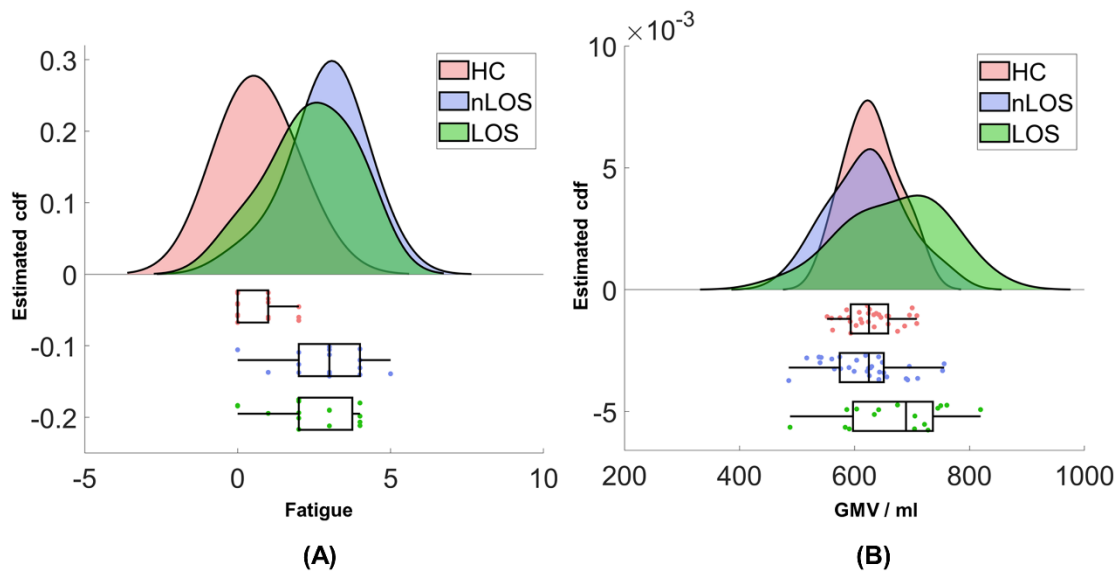 0.3
0.2
0.1
0
-0.1
-0.2
Estimated cdf
HC
nLOS
LOS
-5
0
5
10
Fatigue
(A)
×10⁻³
10
5
0
-5
Estimated cdf
HC
nLOS
LOS
200
400
600
800
1000
GMV / ml
(B)